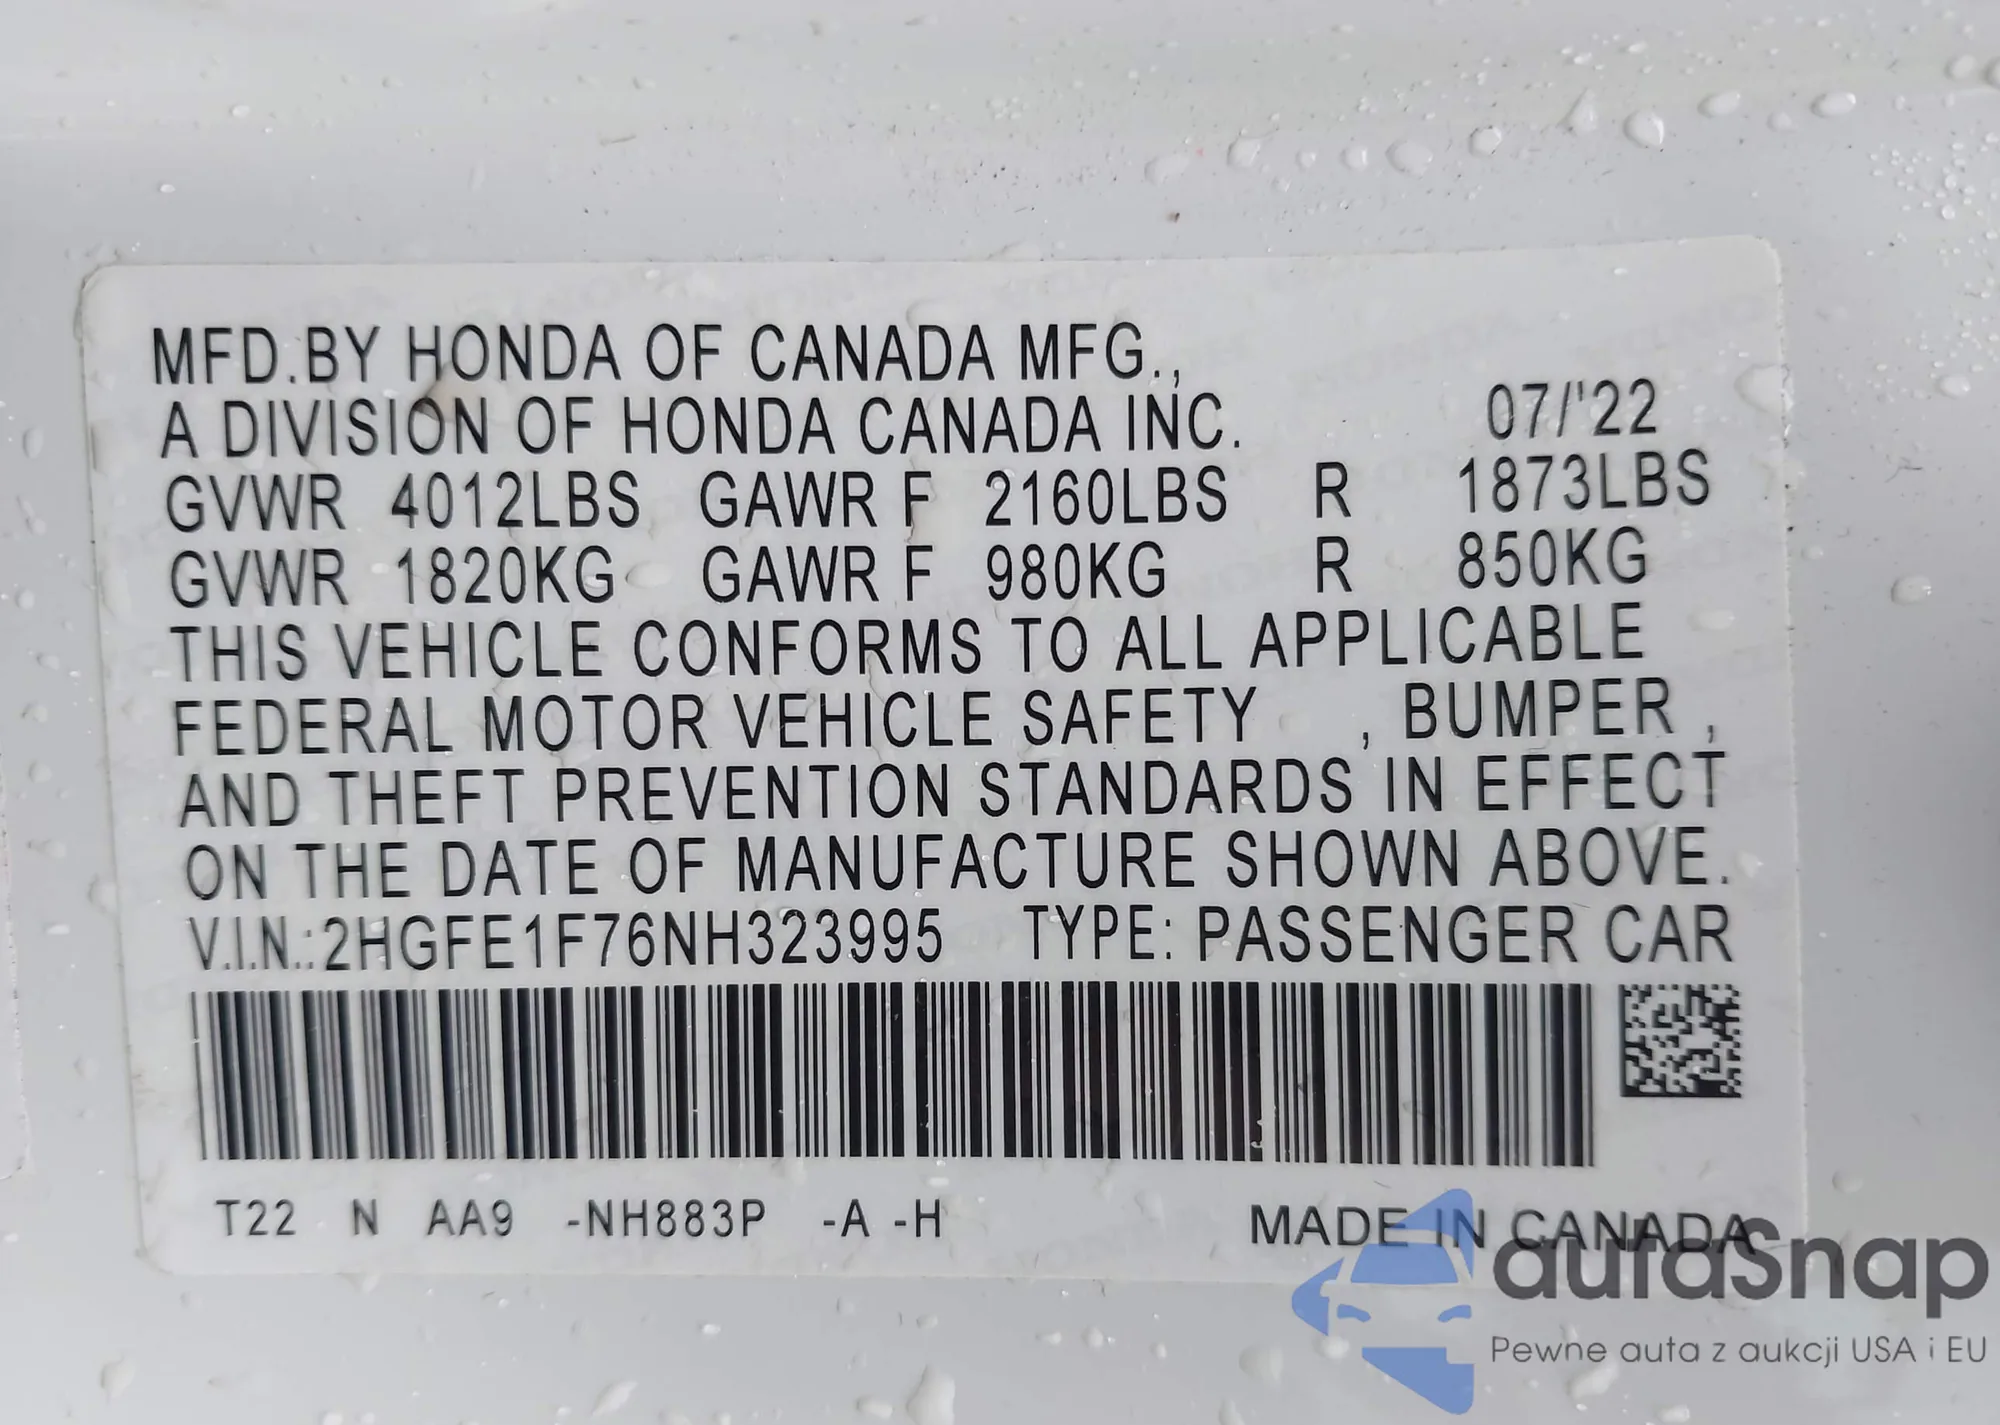 MFD.BY HONDA OF CANADA MFG.,
A DIVISION OF HONDA CANADA INC. 07/'22
GVWR 4012LBS GAWR F 2160LBS R 1873LBS
GVWR 1820KG GAWR F 980KG R 850KG
THIS VEHICLE CONFORMS TO ALL APPLICABLE
FEDERAL MOTOR VEHICLE SAFETY , BUMPER ,
AND THEFT PREVENTION STANDARDS IN EFFECT
ON THE DATE OF MANUFACTURE SHOWN ABOVE.
V.I.N.:2HGFE1F76NH323995 TYPE: PASSENGER CAR
T22 N AA9 -NH883P -A -H MADE IN CANADA
autaSnap
Pewne auta z aukcji USA i EU